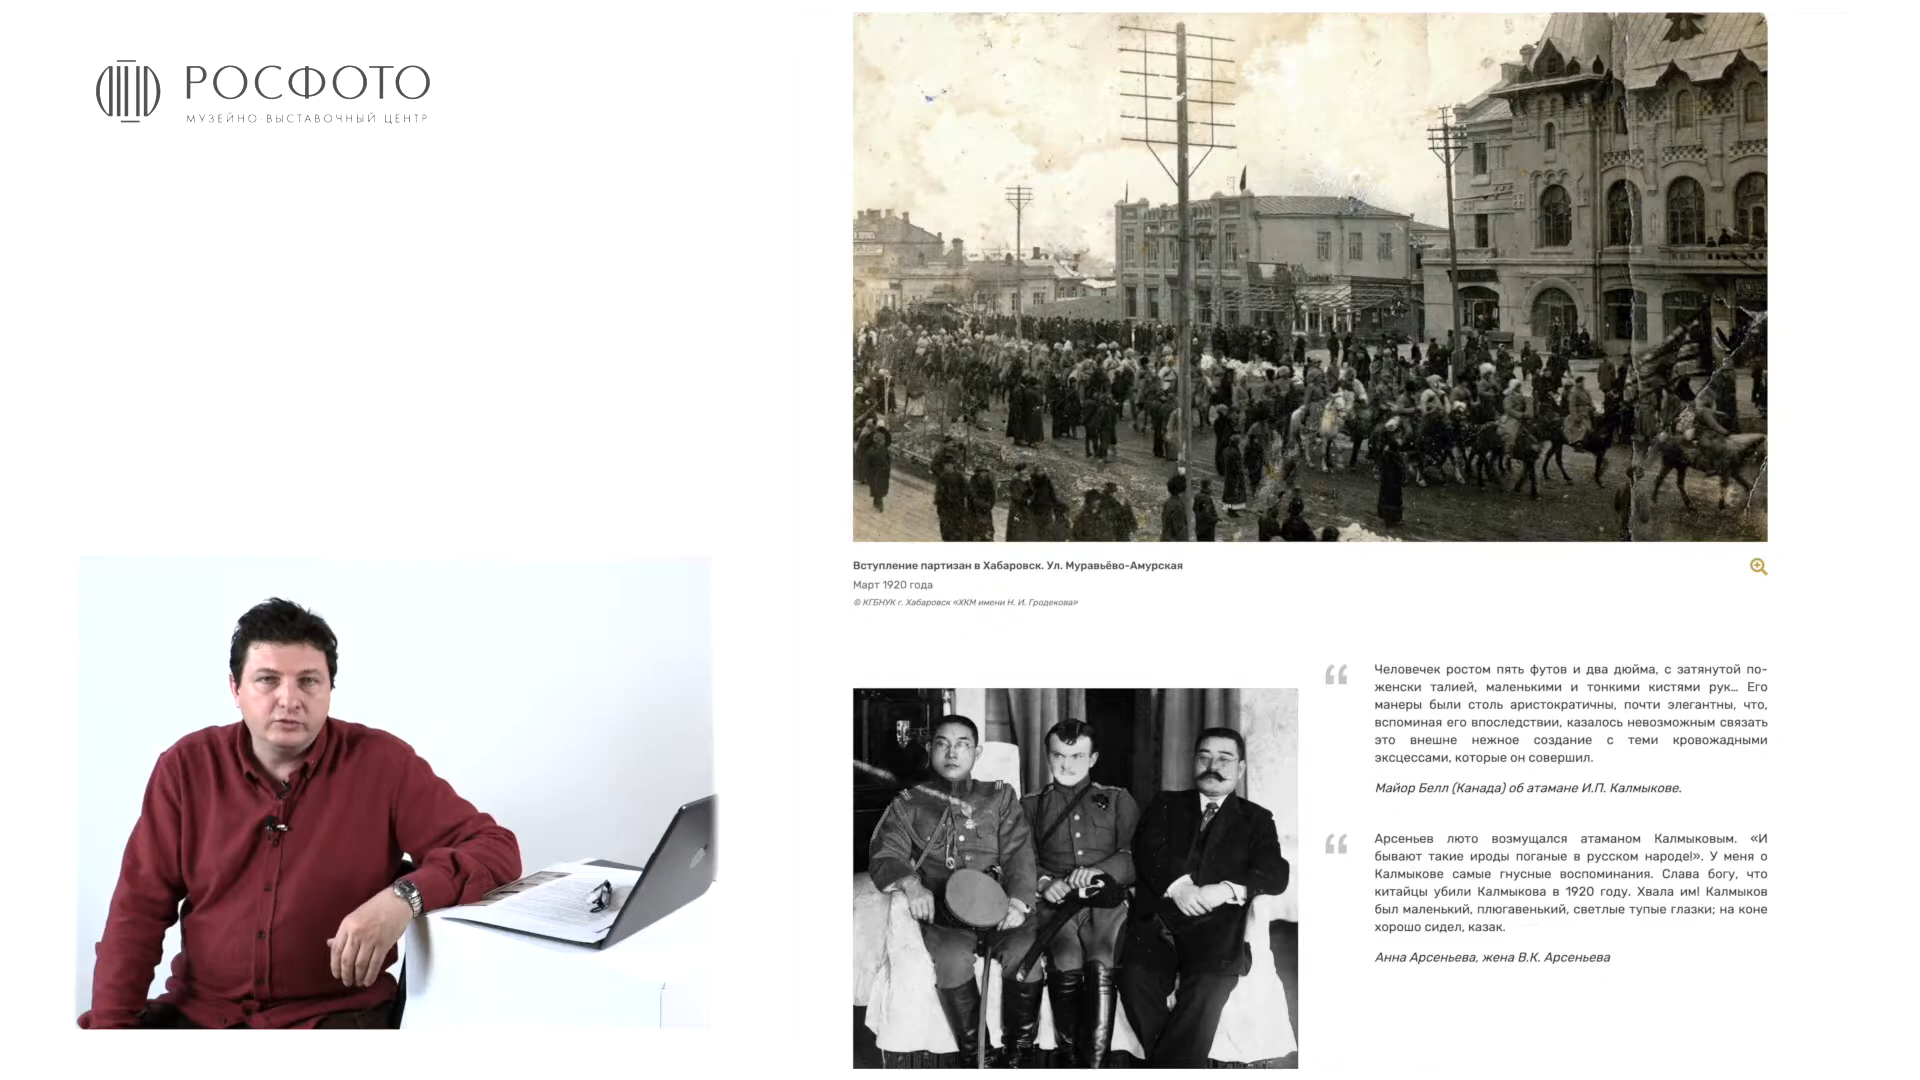 РОСФОТО
МУЗЕЙНО-ВЫСТАВОЧНЫЙ ЦЕНТР
Вступление партизан в Хабаровск. Ул. Муравьёво-Амурская
Март 1920 года
© КГБНУК г. Хабаровск «ХКМ имени Н. И. Гродекова»
Человечек ростом пять футов и два дюйма, с затянутой по-
женски талией, маленькими и тонкими кистями рук… Его
манеры были столь аристократичны, почти элегантны, что,
вспоминая его впоследствии, казалось невозможным связать
это внешне нежное создание с теми кровожадными
эксцессами, которые он совершил.
Майор Белл (Канада) об атамане И.П. Калмыкове.
Арсеньев люто возмущался атаманом Калмыковым. «И
бывают такие ироды поганые в русском народе!». У меня о
Калмыкове самые гнусные воспоминания. Слава богу, что
китайцы убили Калмыкова в 1920 году. Хвала им! Калмыков
был маленький, плюгавенький, светлые тупые глазки; на коне
хорошо сидел, казак.
Анна Арсеньева, жена В.К. Арсеньева